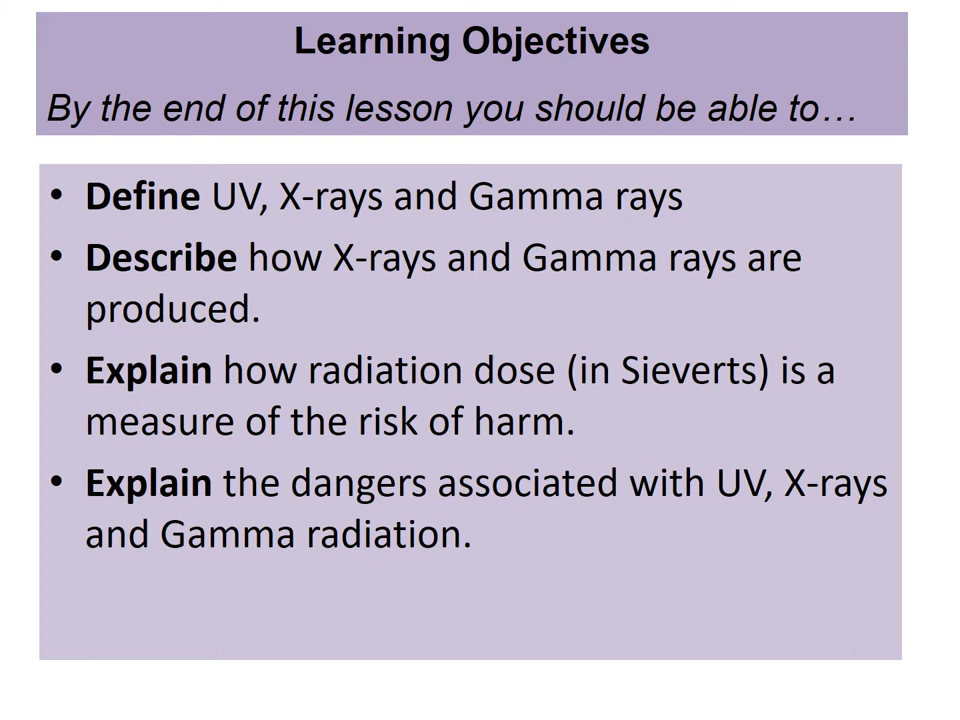 Learning Objectives
By the end of this lesson you should be able to…
• Define UV, X-rays and Gamma rays
• Describe how X-rays and Gamma rays are
produced.
• Explain how radiation dose (in Sieverts) is a
measure of the risk of harm.
• Explain the dangers associated with UV, X-rays
and Gamma radiation.